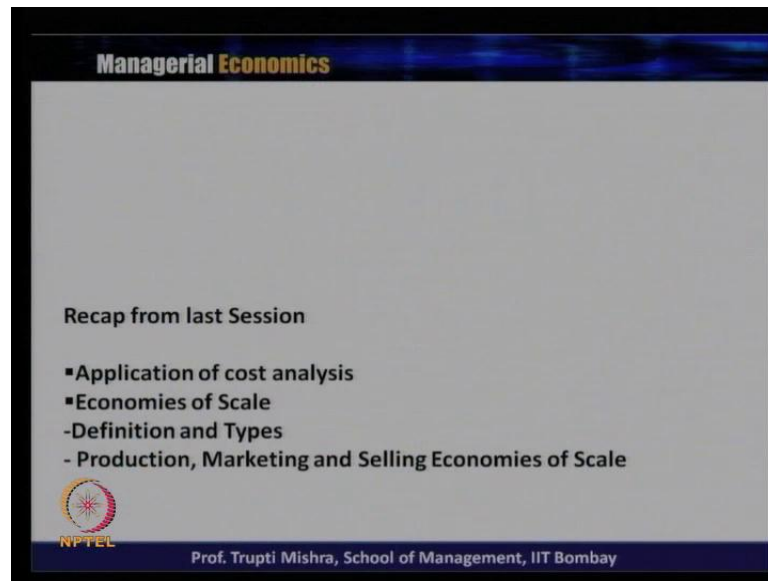 Managerial Economics
Recap from last Session
▪Application of cost analysis
▪Economies of Scale
-Definition and Types
- Production, Marketing and Selling Economies of Scale
NPTEL
Prof. Trupti Mishra, School of Management, IIT Bombay